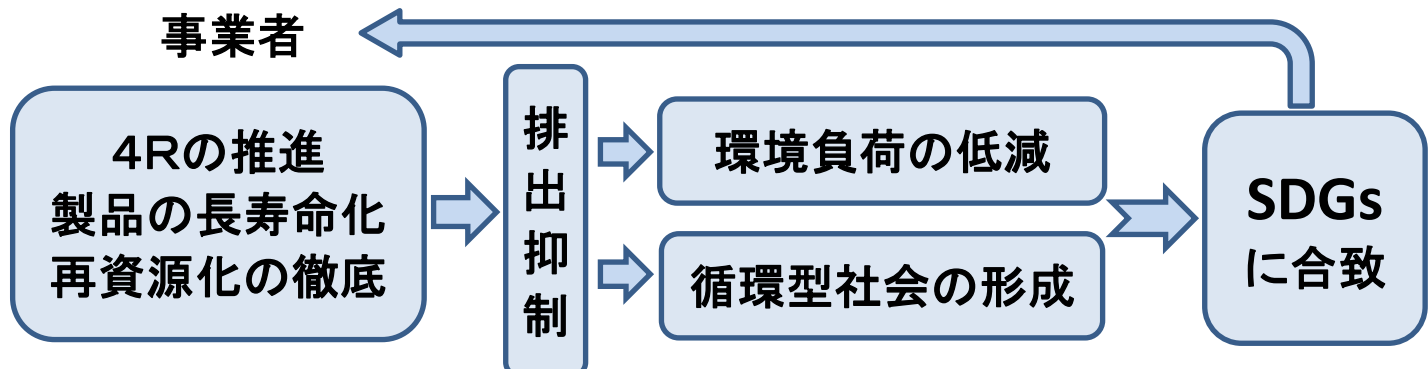 事業者
4Rの推進
製品の長寿命化
再資源化の徹底
排出抑制
環境負荷の低減
循環型社会の形成
SDGs
に合致